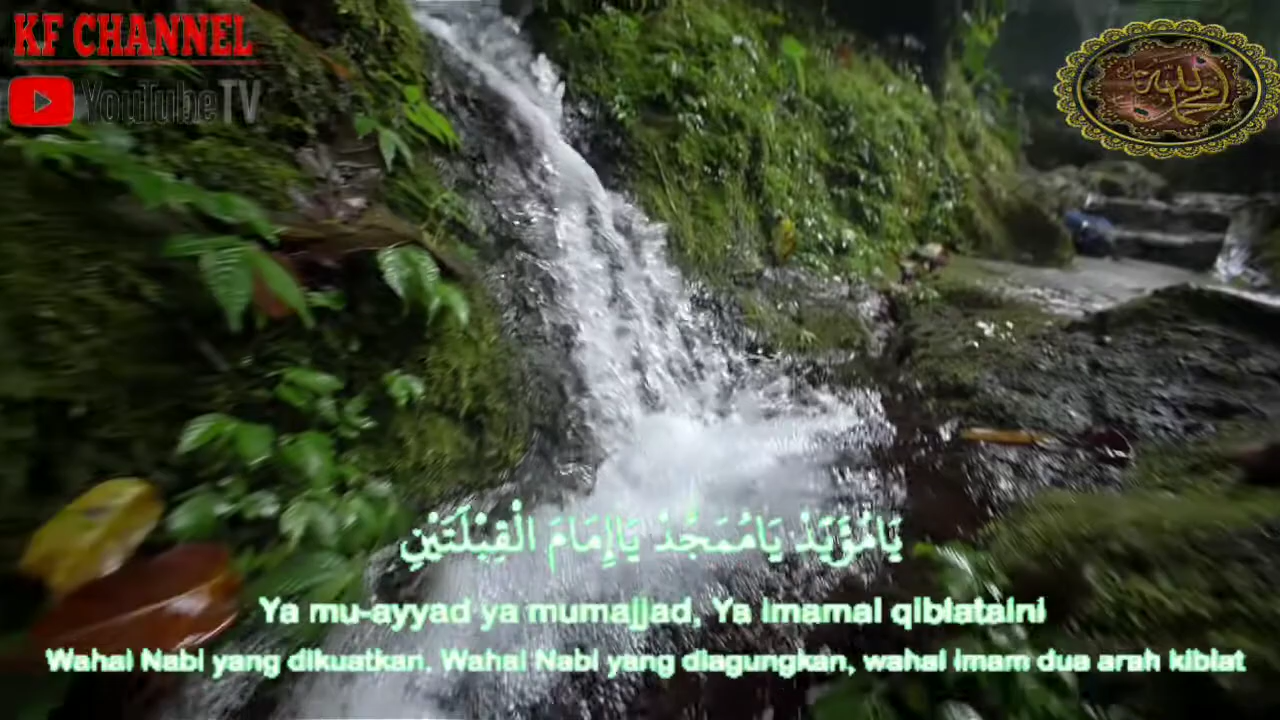 KF CHANNEL
YouTubeTV
يَامُؤَيَّدْ يَامُمَجَّدْ يَاإِمَامَ الْقِبْلَتَيْنِ
Ya mu-ayyad ya mumajjad, Ya imamal qiblataini
Wahai Nabi yang dikuatkan. Wahai Nabi yang diagungkan, wahai imam dua arah kiblat